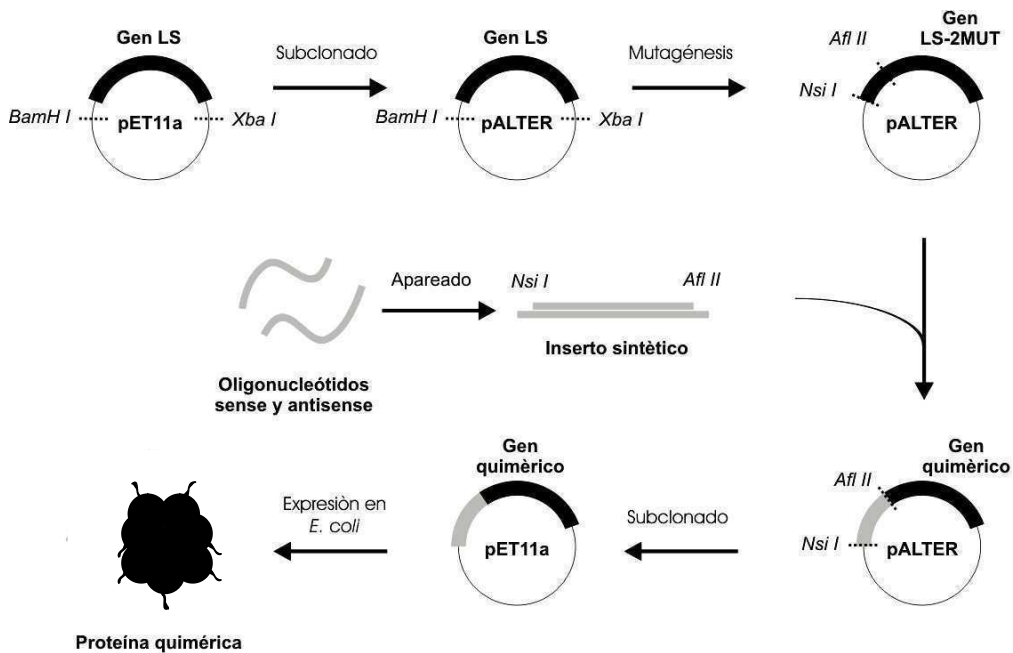 Gen LS
Subclonado
Gen LS
Mutagénesis
Gen
LS-2MUT
Afl II
Nsi I
BamH I
pET11a
Xba I
BamH I
pALTER
Xba I
pALTER
Apareado
Nsi I
Afl II
Inserto sintètico
Oligonucleótidos
sense y antisense
Gen
quimèrico
Gen
quimèrico
Afl II
Expresiòn en
E. coli
Subclonado
pET11a
Nsi I
pALTER
Proteína quimérica